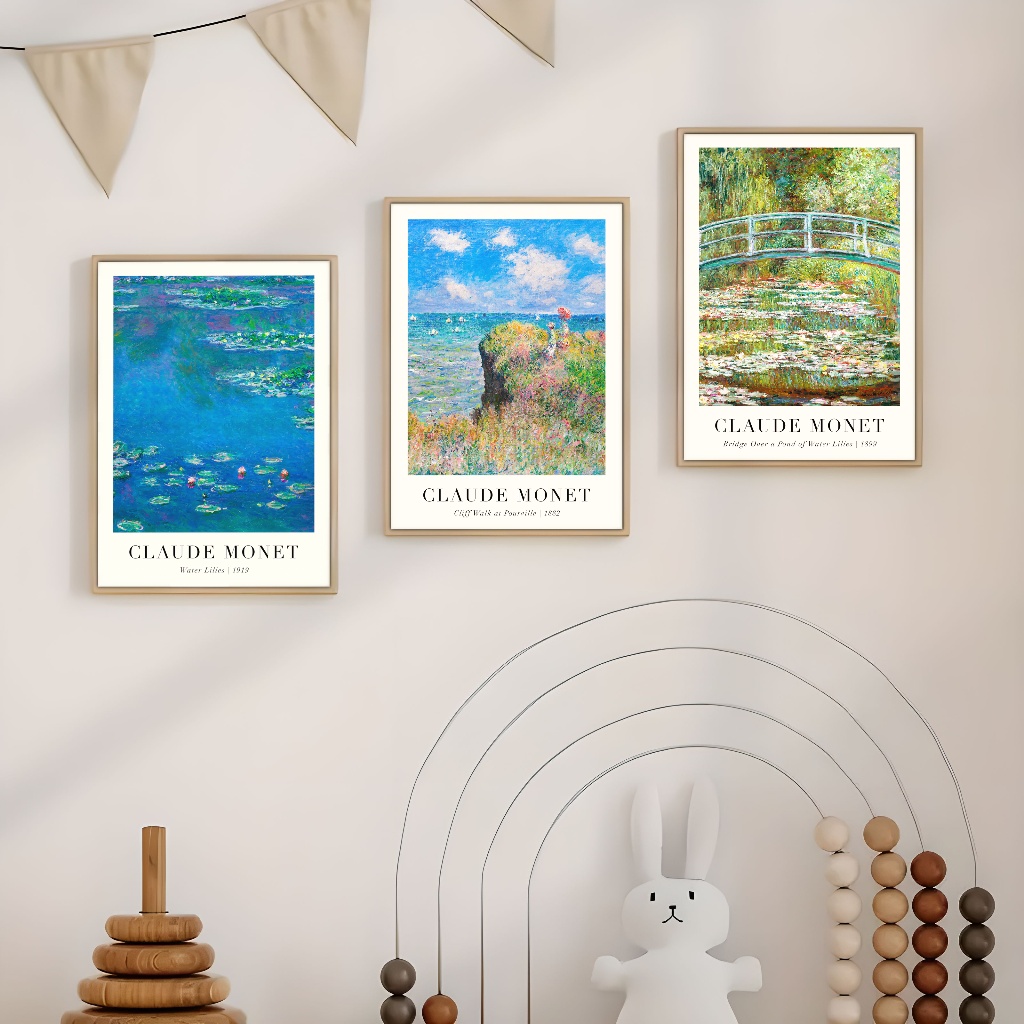 CLAUDE MONET
Water Lilies | 1919
CLAUDE MONET
Cliff Walk at Pourville | 1882
CLAUDE MONET
Bridge Over a Pond of Water Lilies | 1899